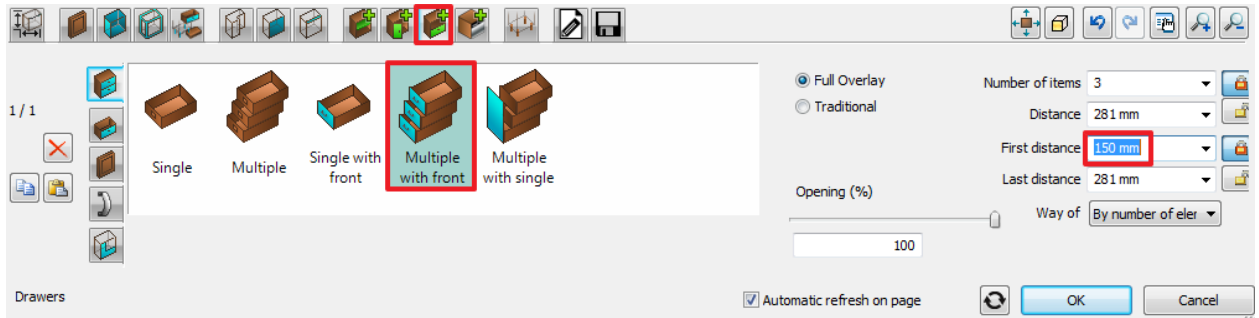 1 / 1
Single
Multiple
Single with
front
Multiple
with front
Multiple
with single
Full Overlay
Traditional
Opening (%)
100
Number of items 3
Distance 281 mm
First distance 150 mm
Last distance 281 mm
Way of By number of eler
Drawers
Automatic refresh on page
OK
Cancel